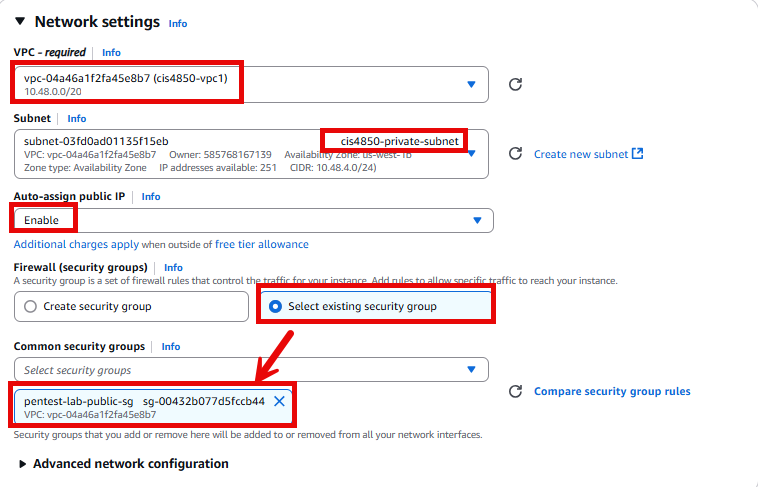 Network settings Info
VPC - required Info
vpc-04a46a1f2fa45e8b7 (cis4850-vpc1)
10.48.0.0/20
Subnet Info
subnet-03fd0ad01135f15eb cis4850-private-subnet
VPC: vpc-04a46a1f2fa45e8b7 Owner: 585768167139 Availability Zone: us-west-1b
Zone type: Availability Zone IP addresses available: 251 CIDR: 10.48.4.0/24)
Create new subnet
Auto-assign public IP Info
Enable
Additional charges apply when outside of free tier allowance
Firewall (security groups) Info
A security group is a set of firewall rules that control the traffic for your instance. Add rules to allow specific traffic to reach your instance.
Create security group
Select existing security group
Common security groups Info
Select security groups
pentest-lab-public-sg sg-00432b077d5fccb44
VPC: vpc-04a46a1f2fa45e8b7
Compare security group rules
Security groups that you add or remove here will be added to or removed from all your network interfaces.
Advanced network configuration